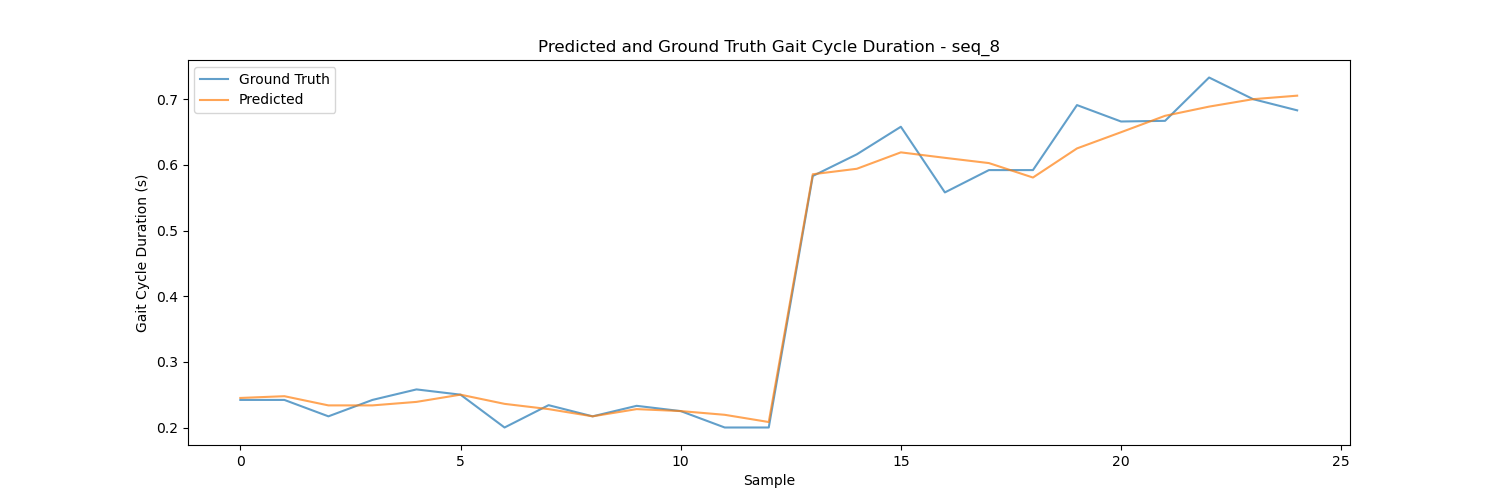 Predicted and Ground Truth Gait Cycle Duration - seq_8
Ground Truth
Predicted
Gait Cycle Duration (s)
0.7
0.6
0.5
0.4
0.3
0.2
0 5 10 15 20 25
Sample